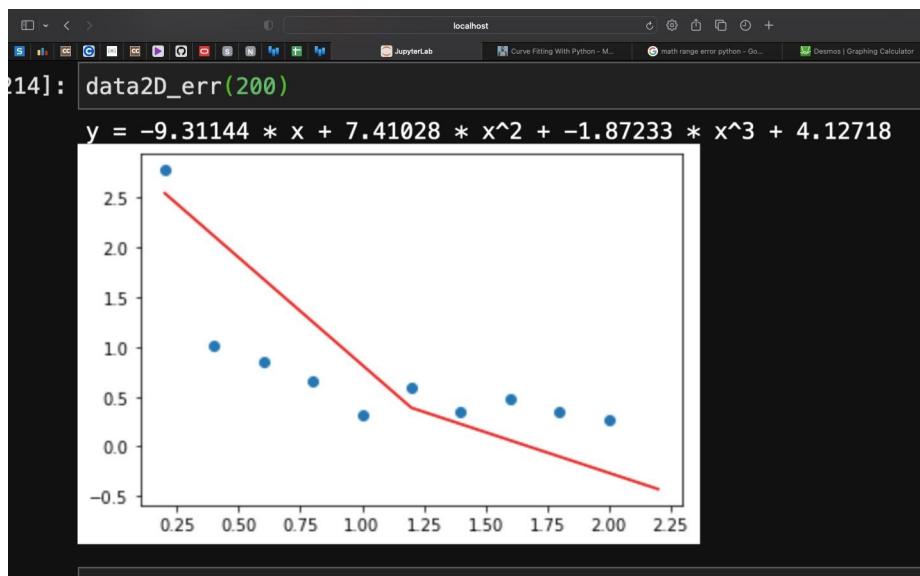 localhost
S CC C CC S N JupyterLab Curve Fitting With Python – M... G math range error python - Go... Desmos | Graphing Calculator
214]: data2D_err(200)
y = -9.31144 * x + 7.41028 * x^2 + -1.87233 * x^3 + 4.12718
2.5
2.0
1.5
1.0
0.5
0.0
-0.5
0.25 0.50 0.75 1.00 1.25 1.50 1.75 2.00 2.25